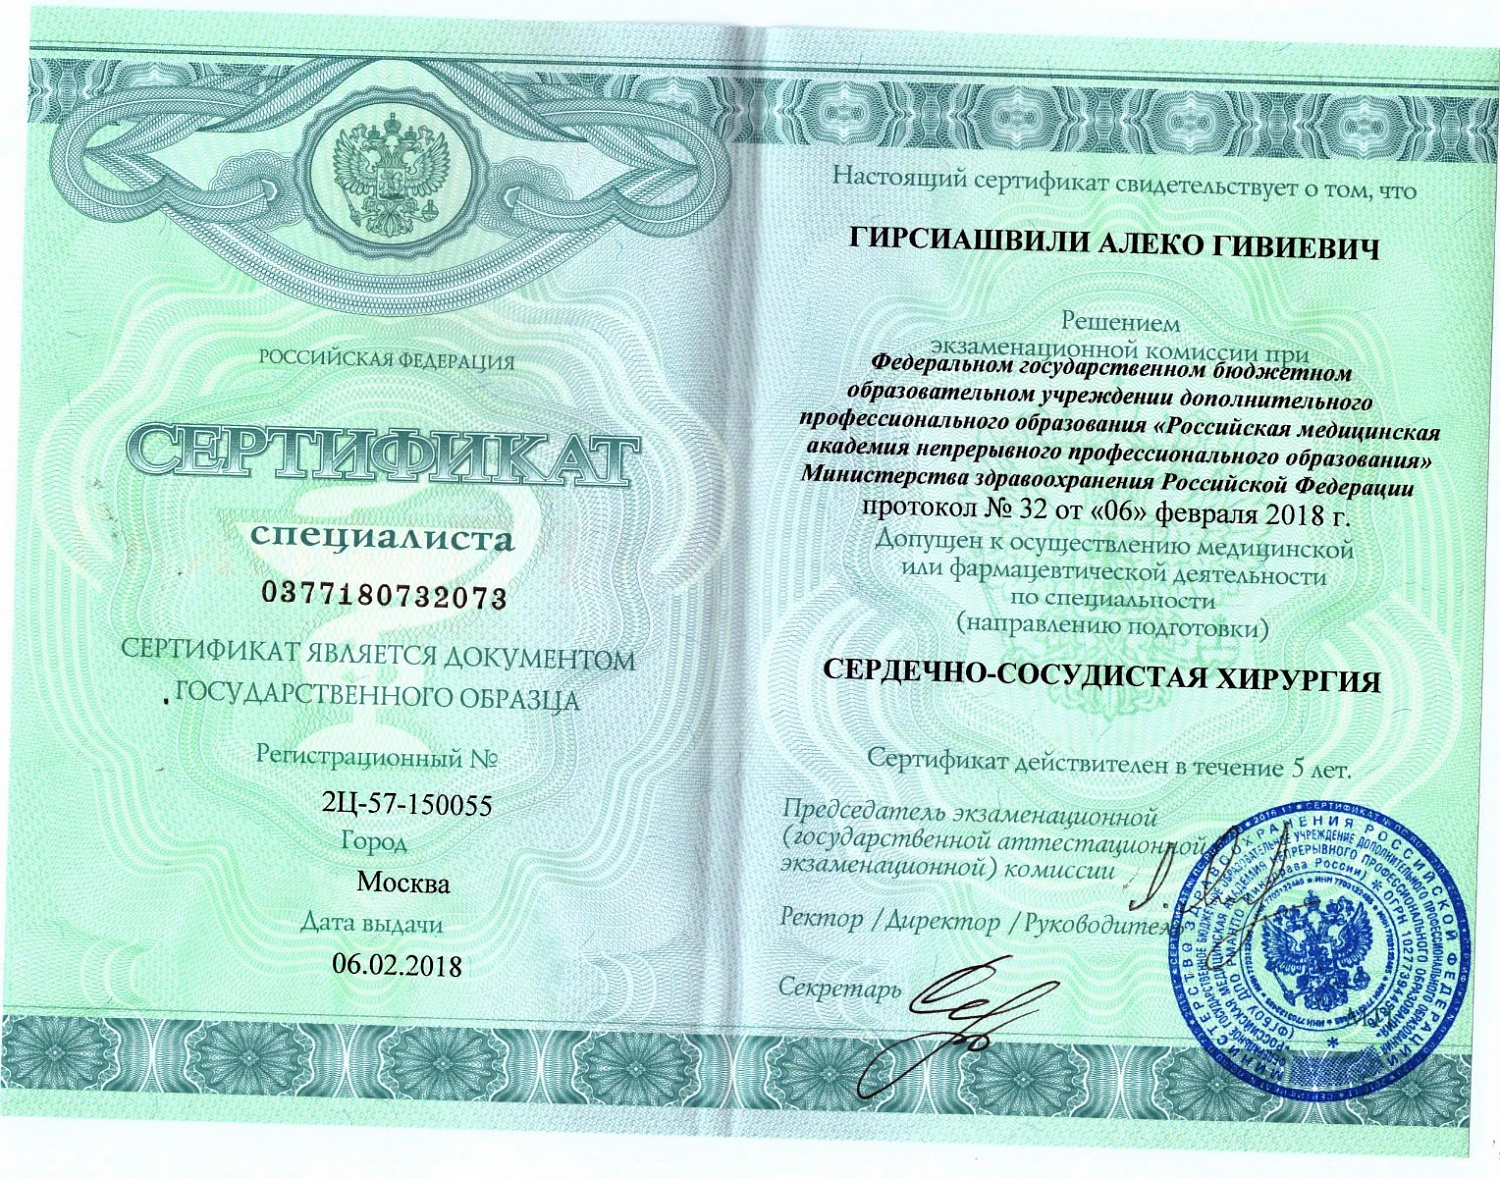 РОССИЙСКАЯ ФЕДЕРАЦИЯ
СЕРТИФИКАТ
специалиста
0377180732073
СЕРТИФИКАТ ЯВЛЯЕТСЯ ДОКУМЕНТОМ
ГОСУДАРСТВЕННОГО ОБРАЗЦА
Регистрационный №
2Ц-57-150055
Город
Москва
Дата выдачи
06.02.2018
Настоящий сертификат свидетельствует о том, что
ГИРСИАШВИЛИ АЛЕКО ГИВИЕВИЧ
Решением
экзаменационной комиссии при
Федеральном государственном бюджетном
образовательном учреждении дополнительного
профессионального образования «Российская медицинская
академия непрерывного профессионального образования»
Министерства здравоохранения Российской Федерации
протокол № 32 от «06» февраля 2018 г.
Допущен к осуществлению медицинской
или фармацевтической деятельности
по специальности
(направлению подготовки)
СЕРДЕЧНО-СОСУДИСТАЯ ХИРУРГИЯ
Сертификат действителен в течение 5 лет.
Председатель экзаменационной
(государственной аттестационной
экзаменационной) комиссии
Ректор /Директор /Руководитель
Секретарь
МИНИСТЕРСТВО ЗДРАВООХРАНЕНИЯ РОССИЙСКОЙ ФЕДЕРАЦИИ